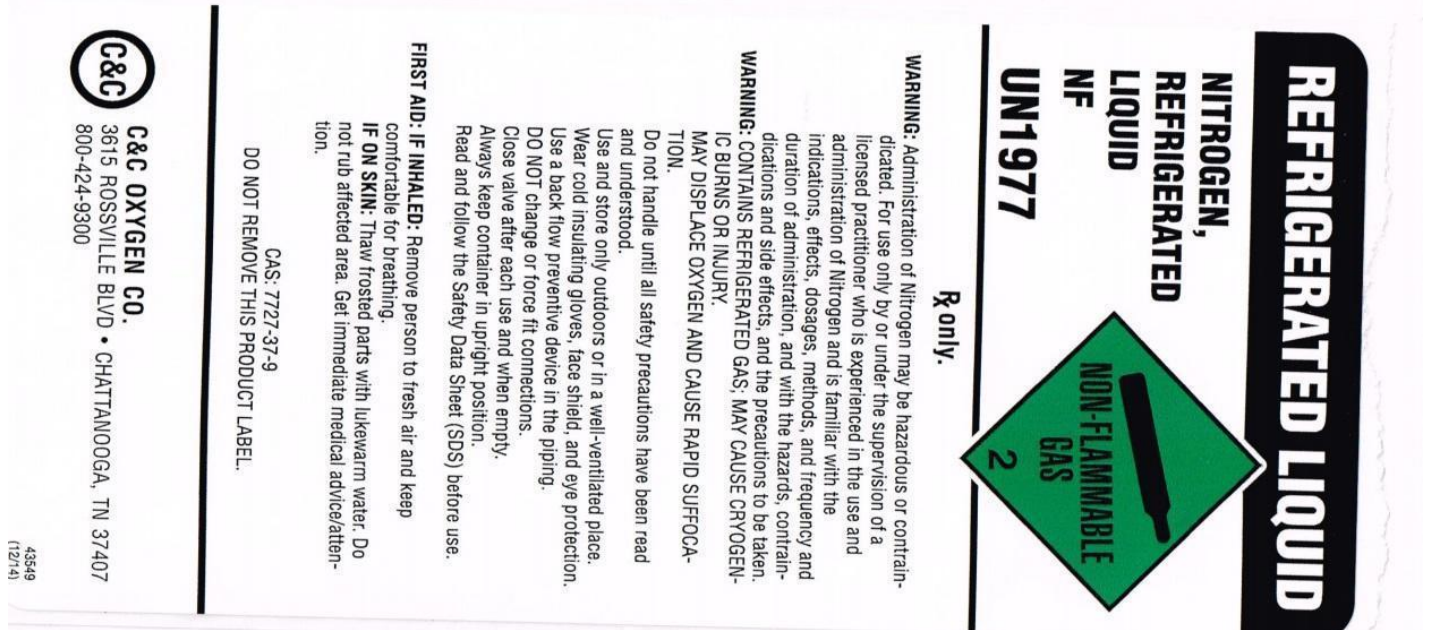 REFRIGERATED LIQUID
NITROGEN,
REFRIGERATED
LIQUID
NF
UN1977
NON-FLAMMABLE
GAS
2
℞ only.
WARNING: Administration of Nitrogen may be hazardous or contrain-
dicated. For use only by or under the supervision of a
licensed practitioner who is experienced in the use and
administration of Nitrogen and is familiar with the
indications, effects, dosages, methods, and frequency and
duration of administration, and with the hazards, contrain-
dications and side effects, and the precautions to be taken.
WARNING: CONTAINS REFRIGERATED GAS; MAY CAUSE CRYOGEN-
IC BURNS OR INJURY.
MAY DISPLACE OXYGEN AND CAUSE RAPID SUFFOCA-
TION.
Do not handle until all safety precautions have been read
and understood.
Use and store only outdoors or in a well-ventilated place.
Wear cold insulating gloves, face shield, and eye protection.
Use a back flow preventive device in the piping.
DO NOT change or force fit connections.
Close valve after each use and when empty.
Always keep container in upright position.
Read and follow the Safety Data Sheet (SDS) before use.
FIRST AID: IF INHALED: Remove person to fresh air and keep
comfortable for breathing.
IF ON SKIN: Thaw frosted parts with lukewarm water. Do
not rub affected area. Get immediate medical advice/atten-
tion.
CAS: 7727-37-9
DO NOT REMOVE THIS PRODUCT LABEL.
C&C
C&C OXYGEN CO.
3615 ROSSVILLE BLVD • CHATTANOOGA, TN 37407
800-424-9300
43549
(12/14)